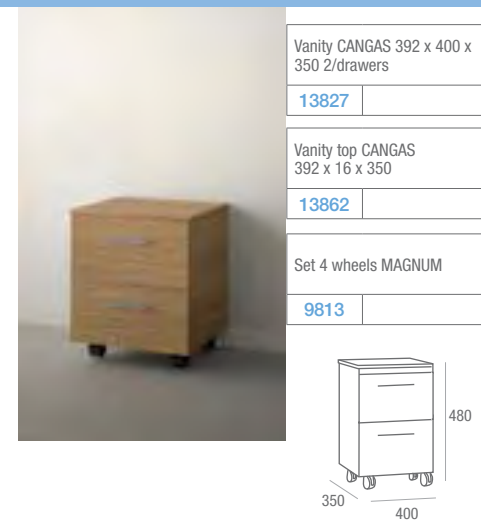 Vanity CANGAS 392 x 400 x
350 2/drawers
13827
Vanity top CANGAS
392 x 16 x 350
13862
Set 4 wheels MAGNUM
9813
480
350
400